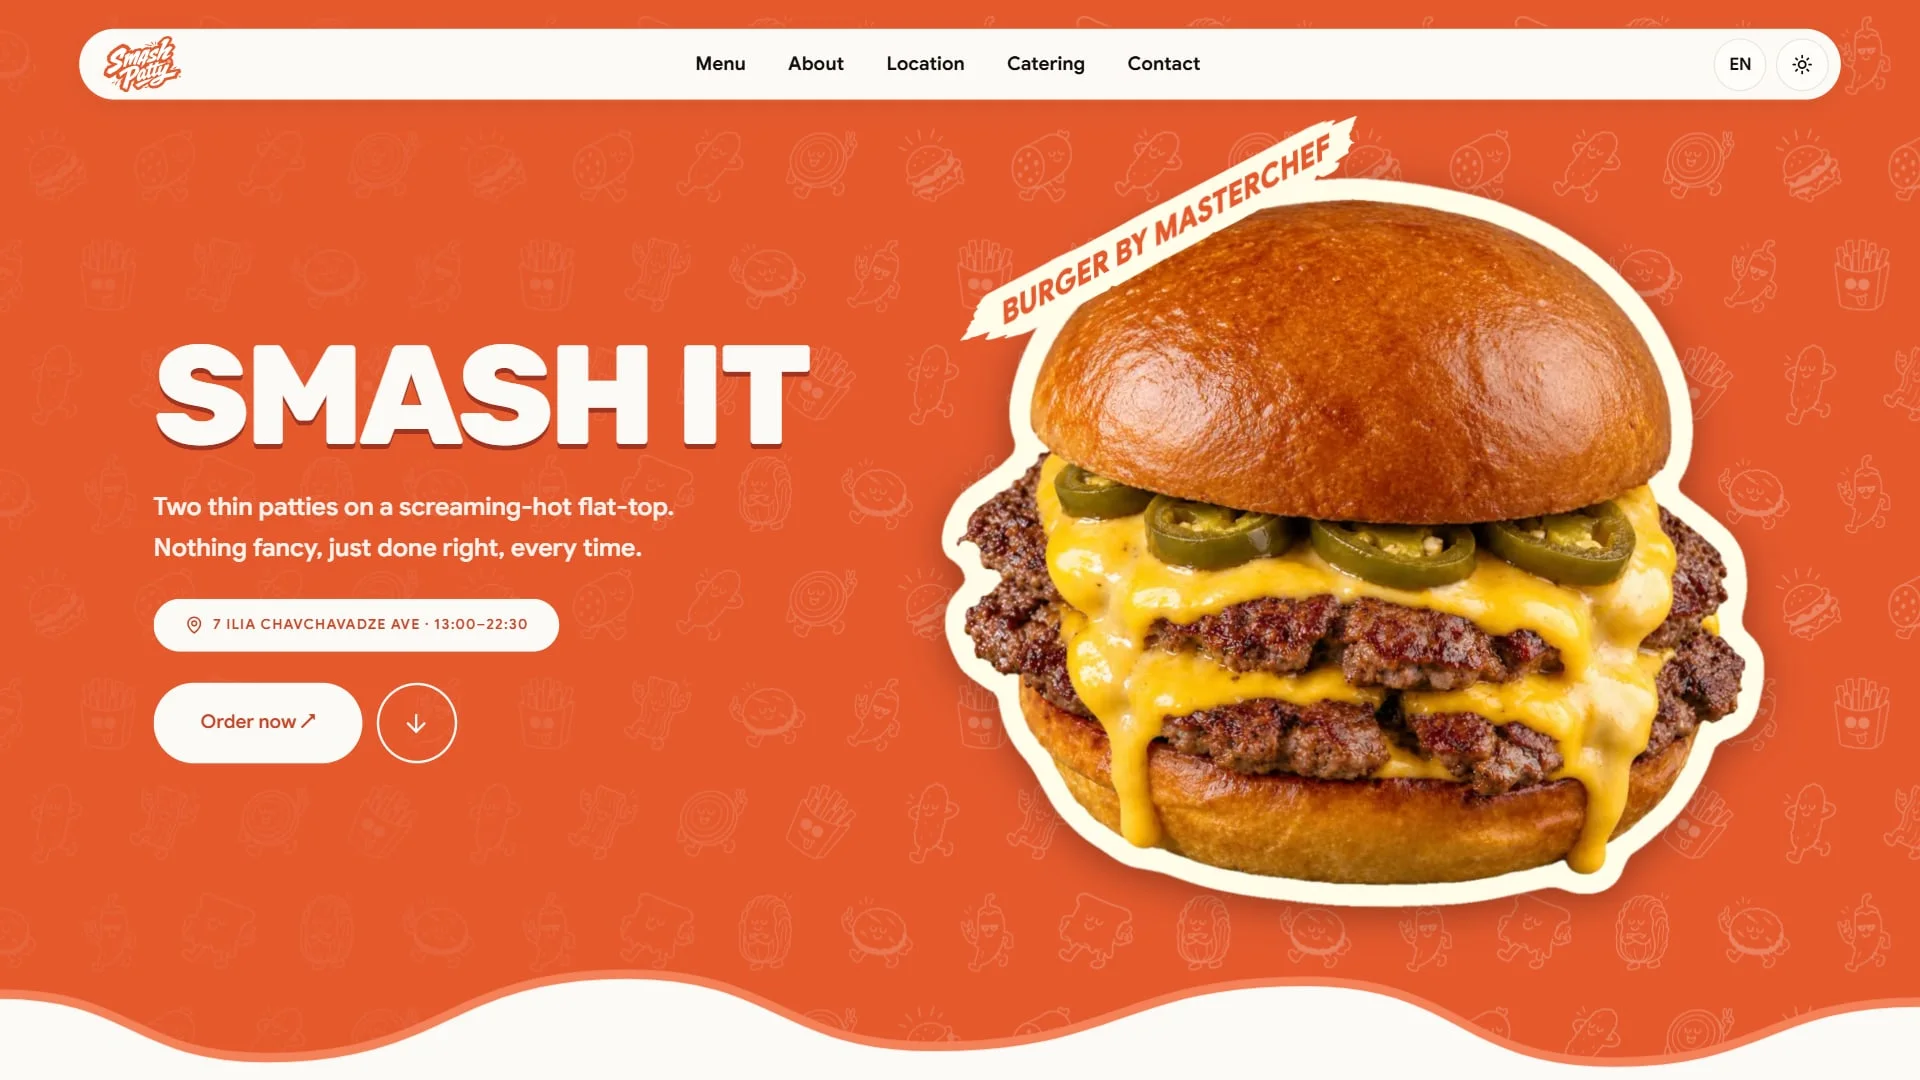 Smash
Patty
Menu
About
Location
Catering
Contact
EN
BURGER BY MASTERCHEF
SMASH IT
Two thin patties on a screaming-hot flat-top.
Nothing fancy, just done right, every time.
7 ILIA CHAVCHAVADZE AVE · 13:00–22:30
Order now ↗